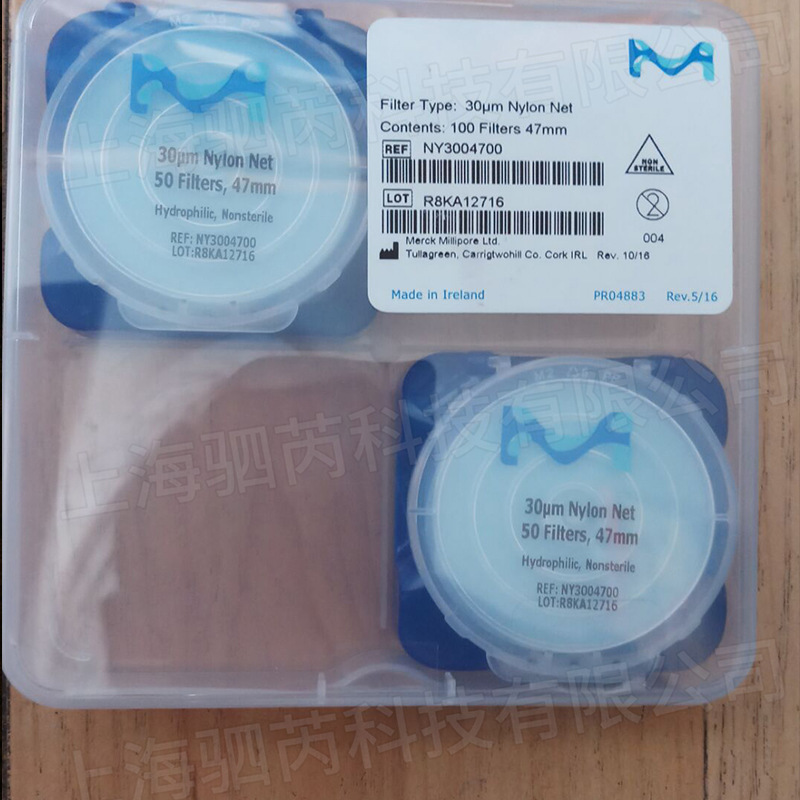 Filter Type: 30µm Nylon Net
Contents: 100 Filters 47mm
REF NY3004700
NON STERILE
LOT R8KA12716
2
004
Merck Millipore Ltd.
Tullagreen, Carrigtwohill Co. Cork IRL Rev. 10/16
Made in Ireland PR04883 Rev.5/16
30µm Nylon Net
50 Filters, 47mm
Hydrophilic, Nonsterile
REF: NY3004700
LOT:R8KA12716
30µm Nylon Net
50 Filters, 47mm
Hydrophilic, Nonsterile
REF: NY3004700
LOT:R8KA12716
上海驷芮科技有限公司
上海驷芮科技有限公司
上海驷芮科技有限公司